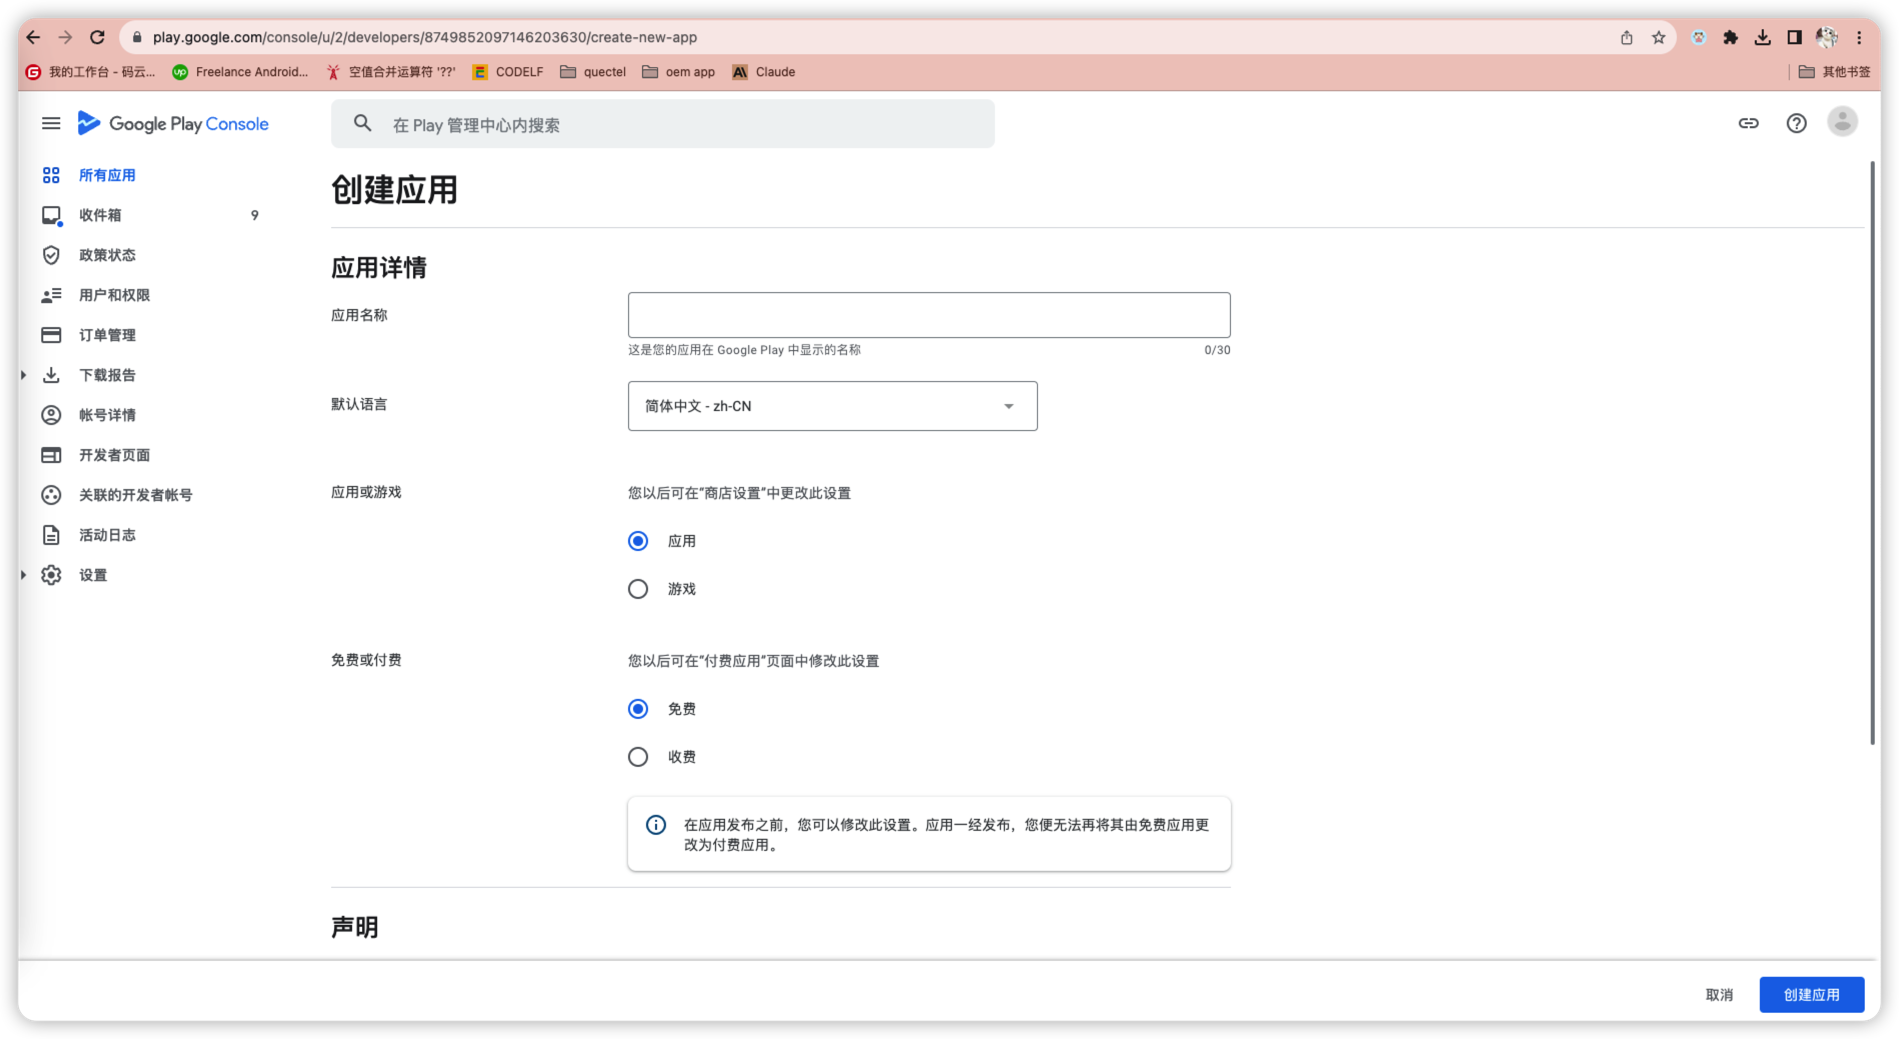 play.google.com/console/u/2/developers/8749852097146203630/create-new-app
我的工作台 - 码云... Freelance Android... 空值合并运算符 '??' CODELF quectel oem app Claude 其他书签
Google Play Console
在 Play 管理中心内搜索
所有应用
收件箱 9
政策状态
用户和权限
订单管理
下载报告
帐号详情
开发者页面
关联的开发者帐号
活动日志
设置
创建应用
应用详情
应用名称
这是您的应用在 Google Play 中显示的名称 0/30
默认语言
简体中文 - zh-CN
应用或游戏
您以后可在“商店设置”中更改此设置
应用
游戏
免费或付费
您以后可在“付费应用”页面中修改此设置
免费
收费
在应用发布之前，您可以修改此设置。应用一经发布，您便无法再将其由免费应用更
改为付费应用。
声明
取消 创建应用